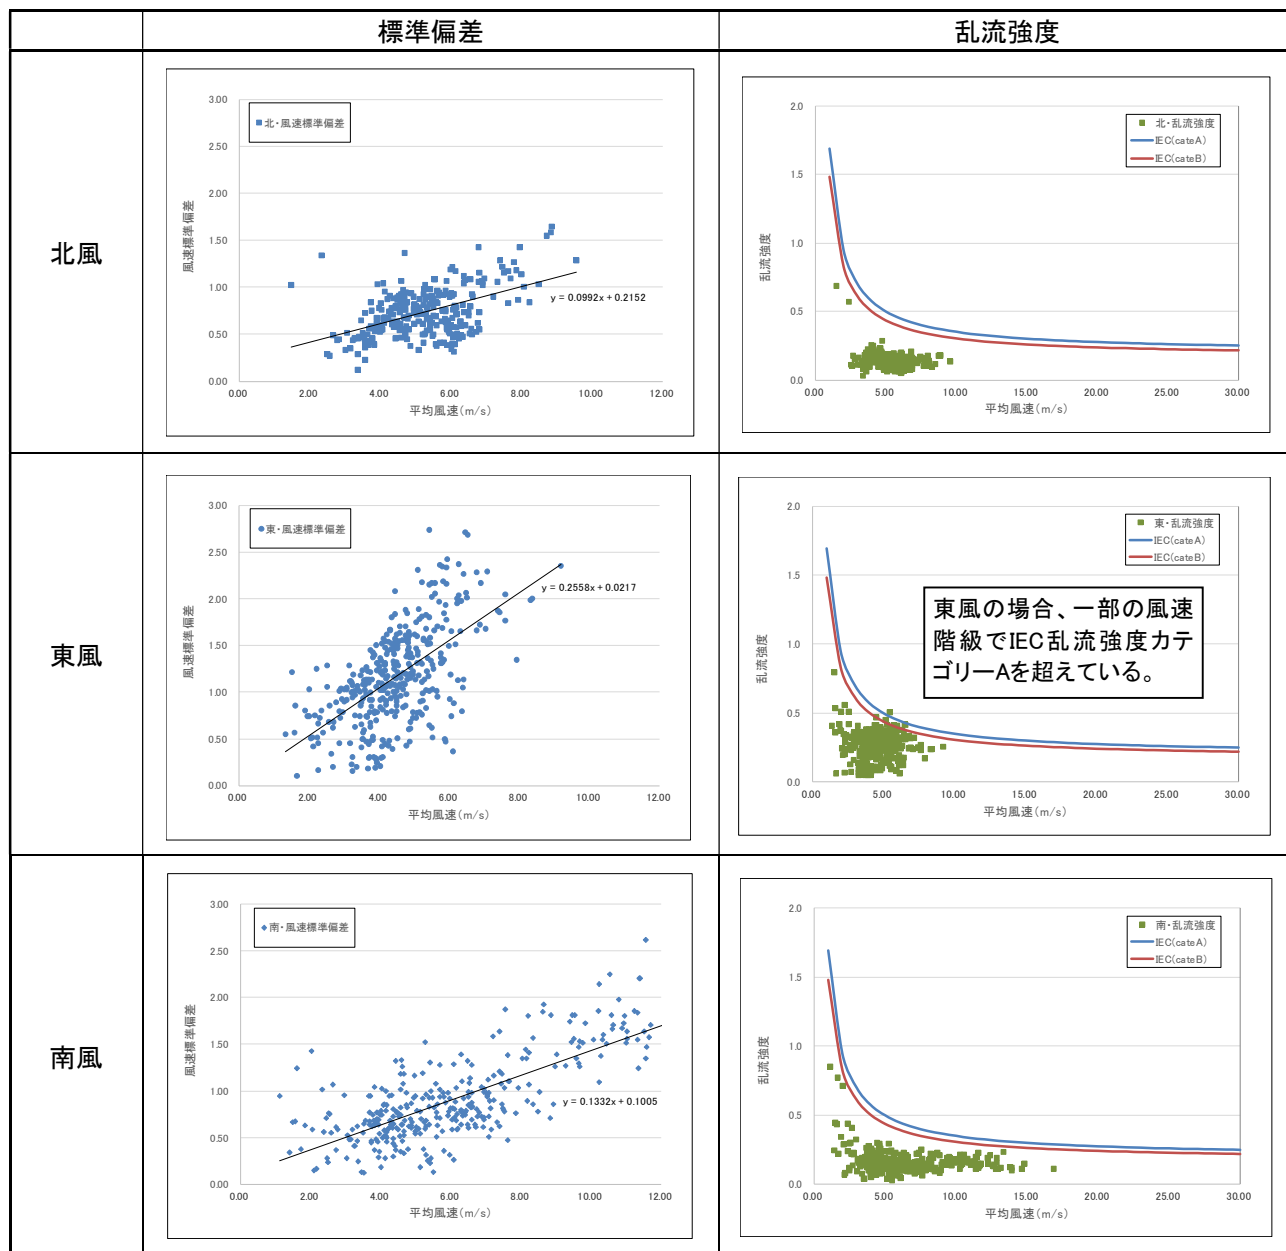 標準偏差
乱流強度
北風
3.00
2.50
2.00
1.50
1.00
0.50
0.00
0.00
2.00
4.00
6.00
8.00
10.00
12.00
風速標準偏差
平均風速(m/s)
北・風速標準偏差
y = 0.0992x + 0.2152
2.0
1.5
1.0
0.5
0.0
0.00
5.00
10.00
15.00
20.00
25.00
30.00
乱流強度
平均風速(m/s)
北・乱流強度
IEC(cateA)
IEC(cateB)
東風
3.00
2.50
2.00
1.50
1.00
0.50
0.00
0.00
2.00
4.00
6.00
8.00
10.00
12.00
風速標準偏差
平均風速(m/s)
東・風速標準偏差
y = 0.2558x + 0.0217
2.0
1.5
1.0
0.5
0.0
0.00
5.00
10.00
15.00
20.00
25.00
30.00
乱流強度
平均風速(m/s)
東・乱流強度
IEC(cateA)
IEC(cateB)
東風の場合、一部の風速
階級でIEC乱流強度カテ
ゴリーAを超えている。
南風
3.00
2.50
2.00
1.50
1.00
0.50
0.00
0.00
2.00
4.00
6.00
8.00
10.00
12.00
風速標準偏差
平均風速(m/s)
南・風速標準偏差
y = 0.1332x + 0.1005
2.0
1.5
1.0
0.5
0.0
0.00
5.00
10.00
15.00
20.00
25.00
30.00
乱流強度
平均風速(m/s)
南・乱流強度
IEC(cateA)
IEC(cateB)